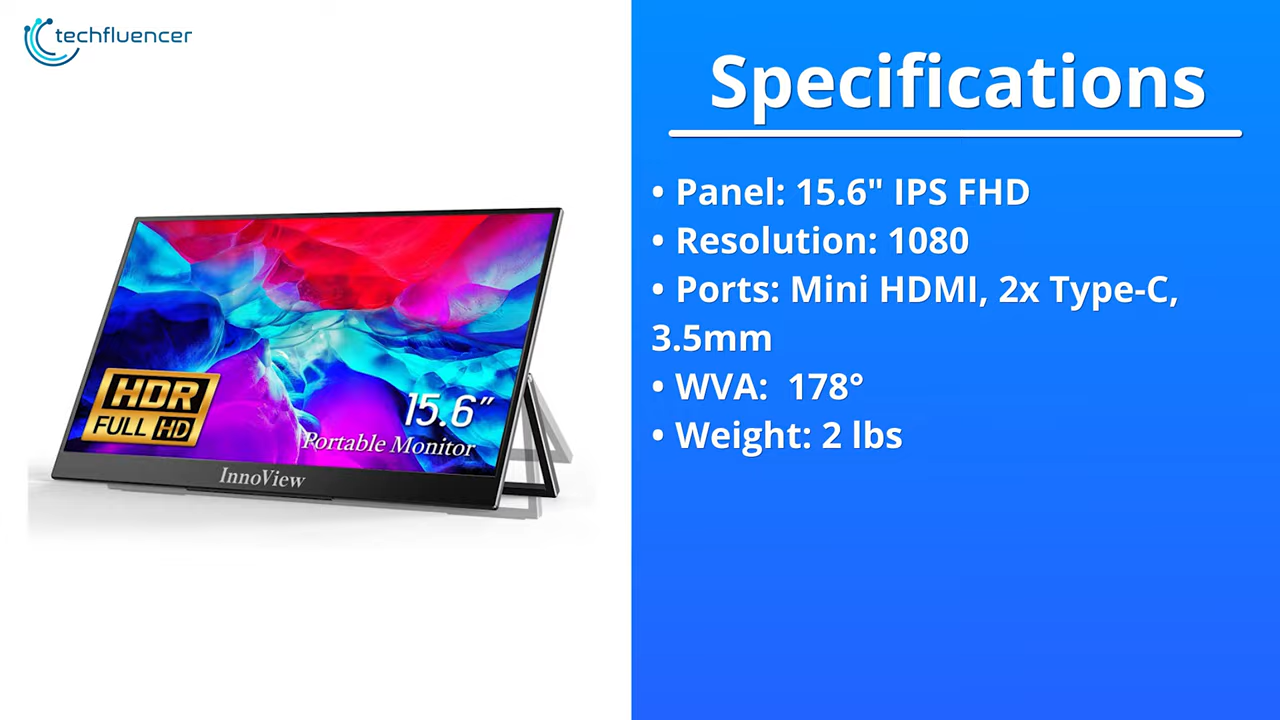 techfluencer
HDR
FULL HD
15.6”
Portable Monitor
InnoView
Specifications
• Panel: 15.6" IPS FHD
• Resolution: 1080
• Ports: Mini HDMI, 2x Type-C,
3.5mm
• WVA:  178°
• Weight: 2 lbs